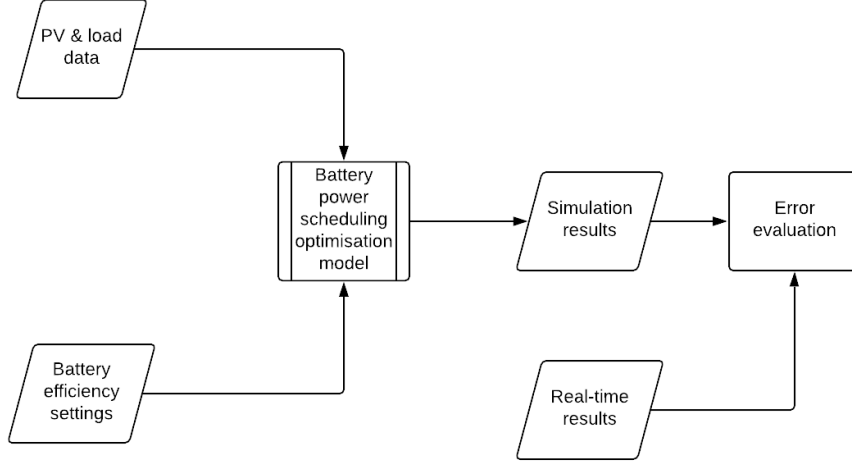 PV & load
data
Battery
power
scheduling
optimisation
model
Simulation
results
Error
evaluation
Battery
efficiency
settings
Real-time
results